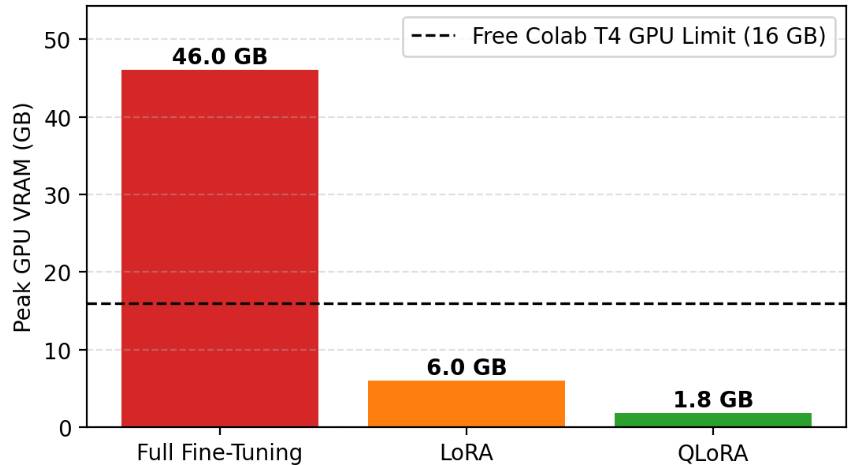 Free Colab T4 GPU Limit (16 GB)
Peak GPU VRAM (GB)
50
40
30
20
10
0
46.0 GB
6.0 GB
1.8 GB
Full Fine-Tuning
LoRA
QLoRA